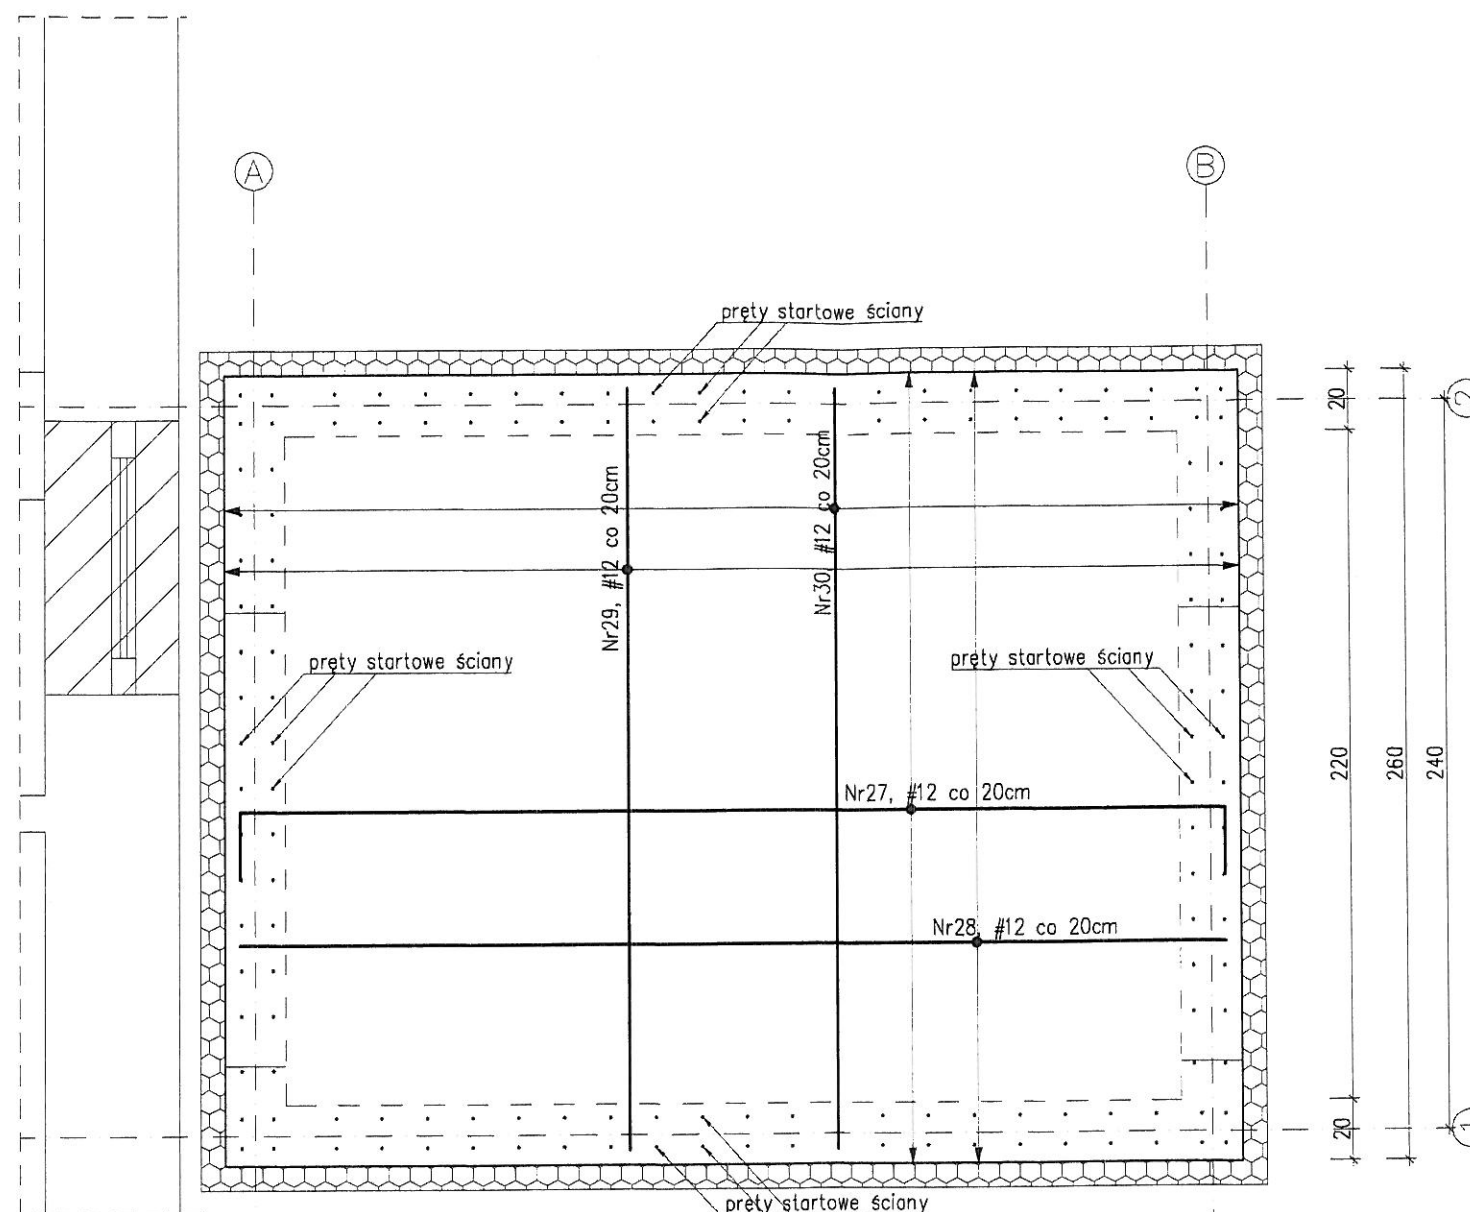 A
B
pręty startowe ściany
20
2
Nr29, #12 co 20cm
Nr30, #12 co 20cm
pręty startowe ściany
pręty startowe ściany
220
260
240
Nr27, #12 co 20cm
Nr28, #12 co 20cm
20
1
pręty startowe ściany